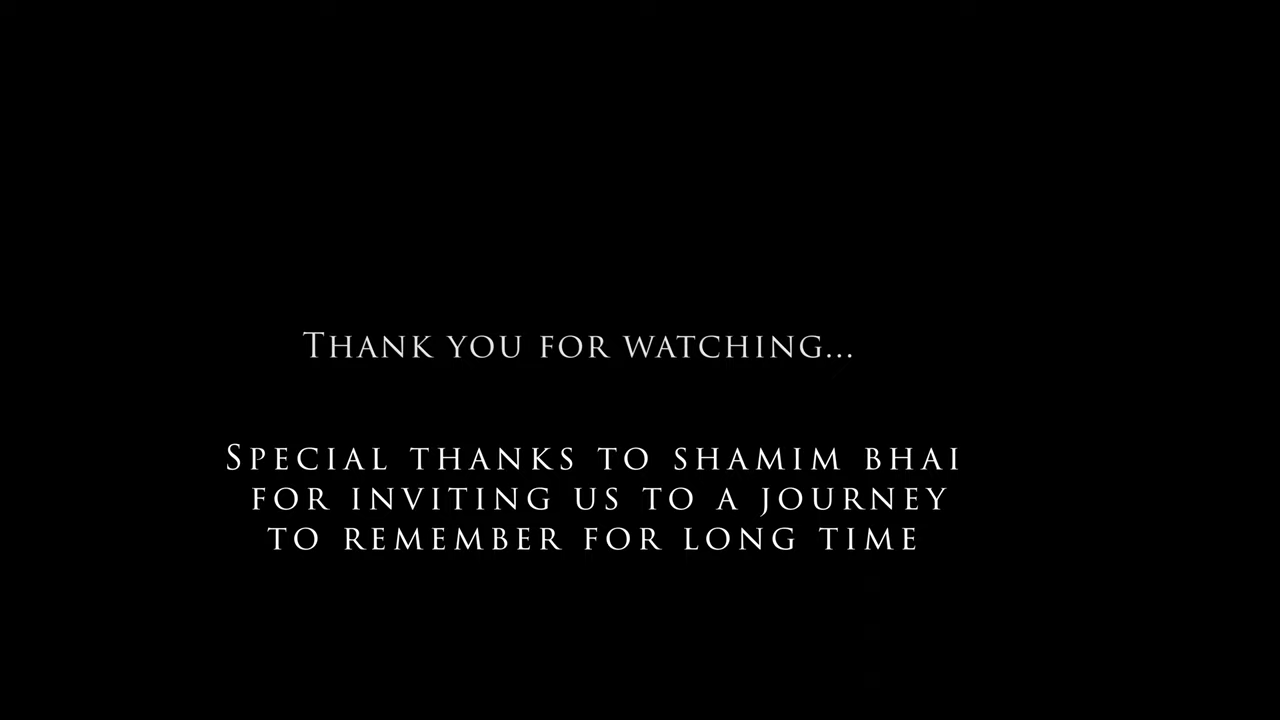 Thank you for watching...
Special thanks to shamim bhai
for inviting us to a journey
to remember for long time